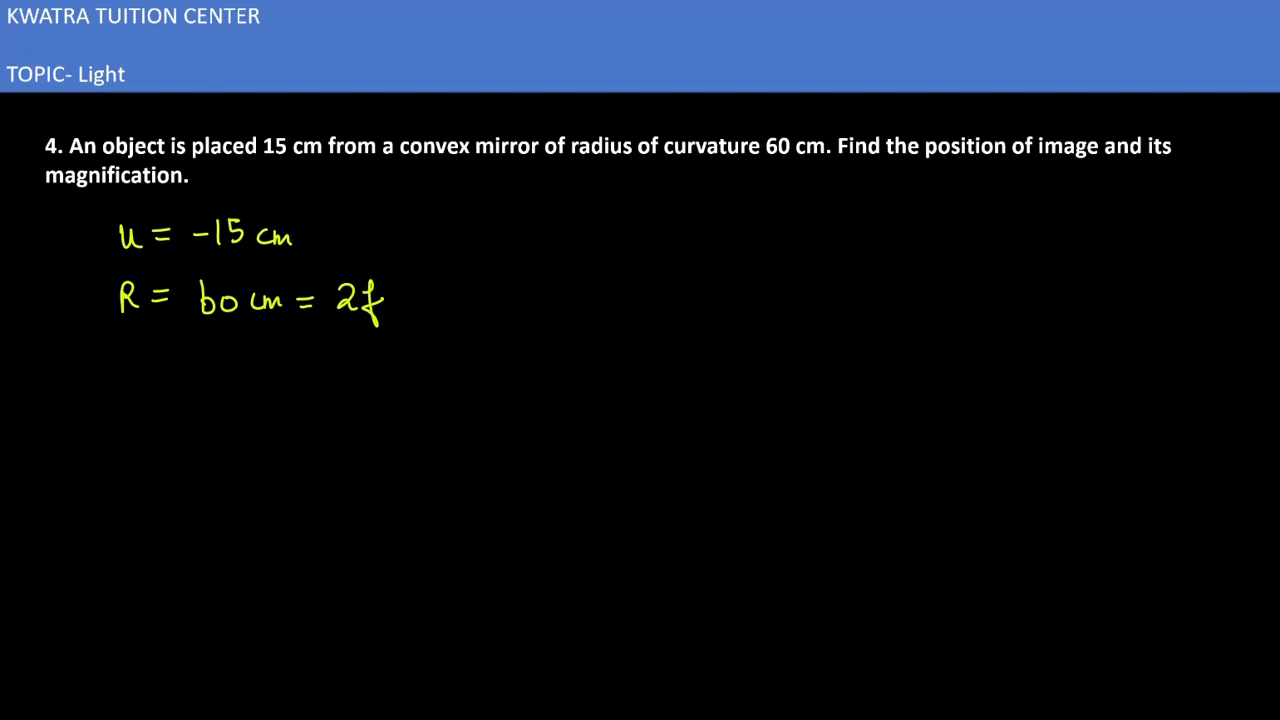 KWATRA TUITION CENTER
TOPIC- Light
4. An object is placed 15 cm from a convex mirror of radius of curvature 60 cm. Find the position of image and its
magnification.
u = -15 cm
R = 60 cm = 2f